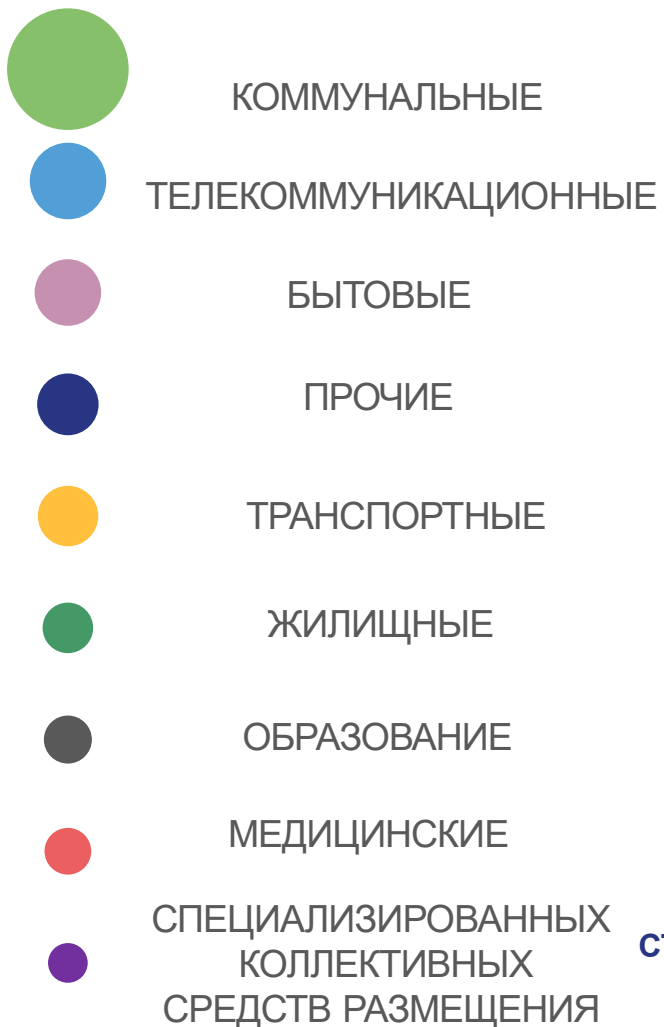 КОММУНАЛЬНЫЕ
ТЕЛЕКОММУНИКАЦИОННЫЕ
БЫТОВЫЕ
ПРОЧИЕ
ТРАНСПОРТНЫЕ
ЖИЛИЩНЫЕ
ОБРАЗОВАНИЕ
МЕДИЦИНСКИЕ
СПЕЦИАЛИЗИРОВАННЫХ
КОЛЛЕКТИВНЫХ
СРЕДСТВ РАЗМЕЩЕНИЯ